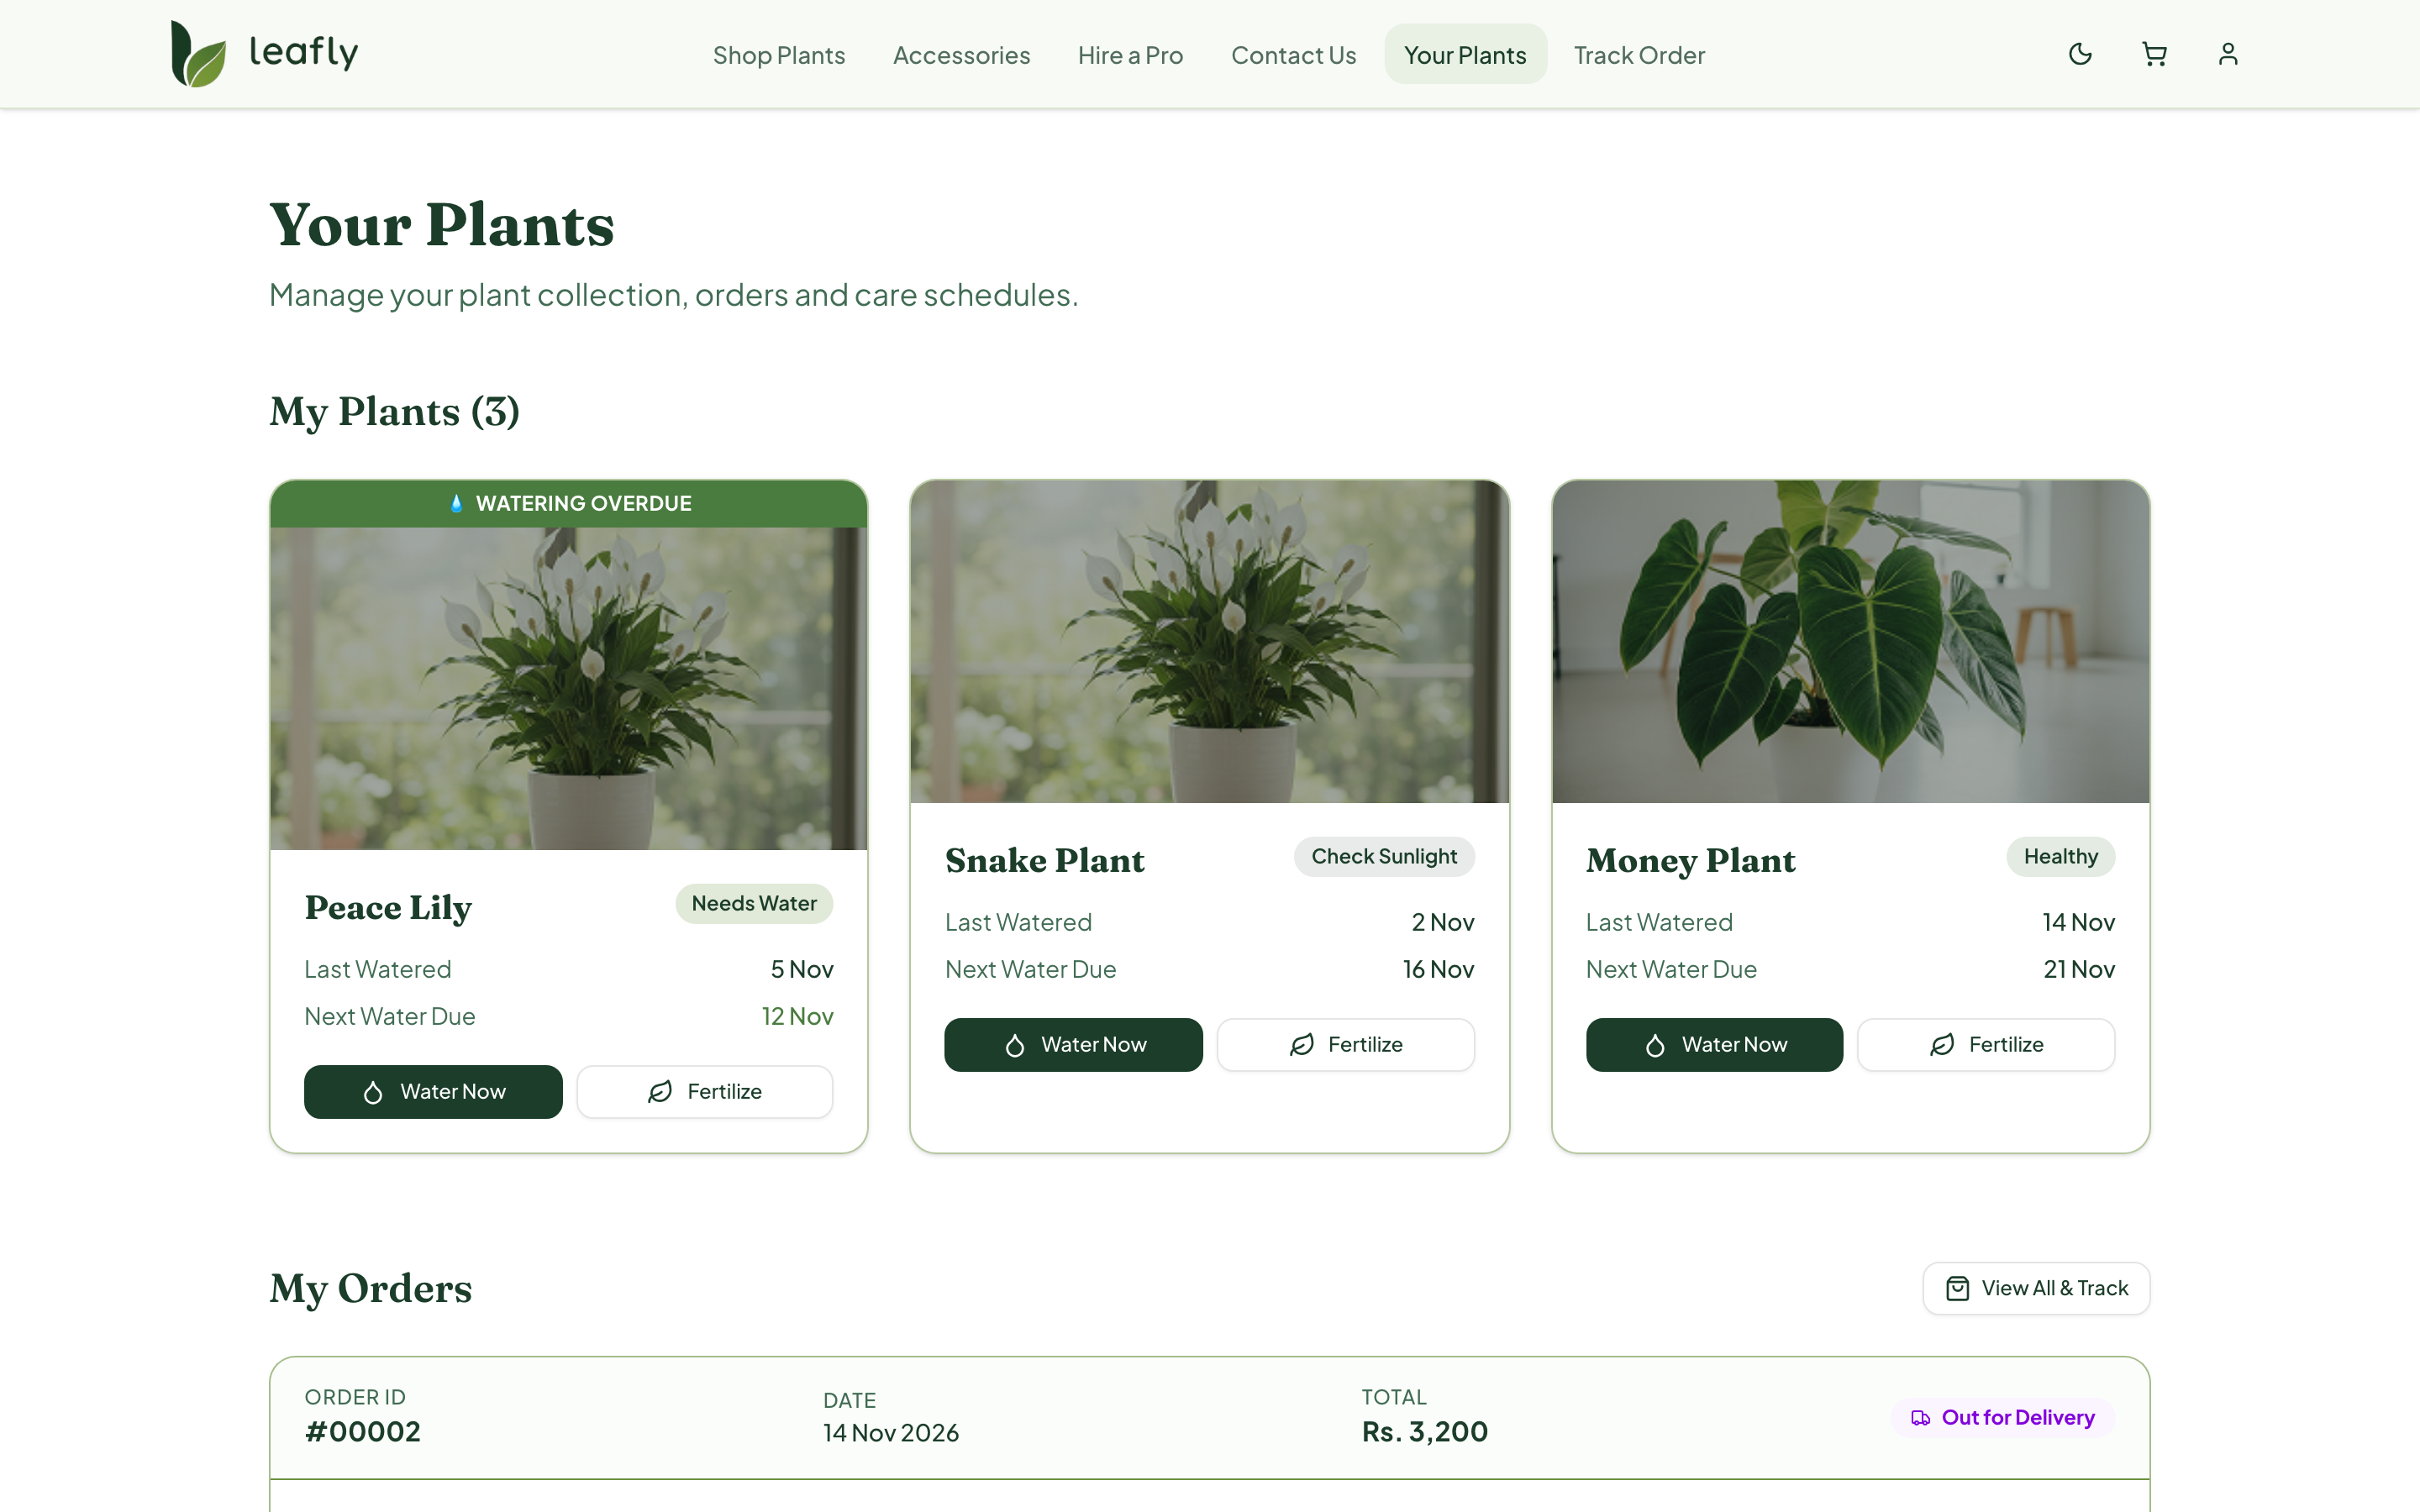 leafly
Shop Plants
Accessories
Hire a Pro
Contact Us
Your Plants
Track Order
Your Plants
Manage your plant collection, orders and care schedules.
My Plants (3)
WATERING OVERDUE
Peace Lily
Needs Water
Last Watered
5 Nov
Next Water Due
12 Nov
Water Now
Fertilize
Snake Plant
Check Sunlight
Last Watered
2 Nov
Next Water Due
16 Nov
Water Now
Fertilize
Money Plant
Healthy
Last Watered
14 Nov
Next Water Due
21 Nov
Water Now
Fertilize
My Orders
View All & Track
ORDER ID
#00002
DATE
14 Nov 2026
TOTAL
Rs. 3,200
Out for Delivery